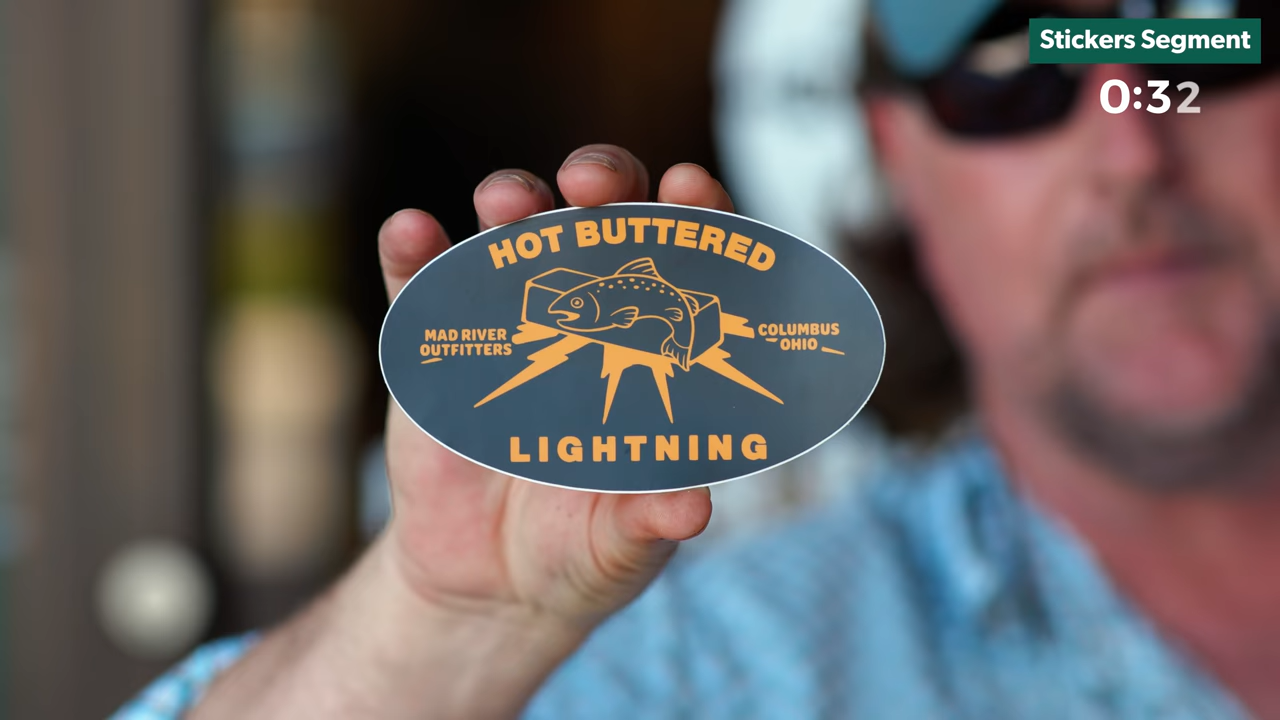 Stickers Segment
0:32
HOT BUTTERED
MAD RIVER
OUTFITTERS
COLUMBUS
OHIO
LIGHTNING